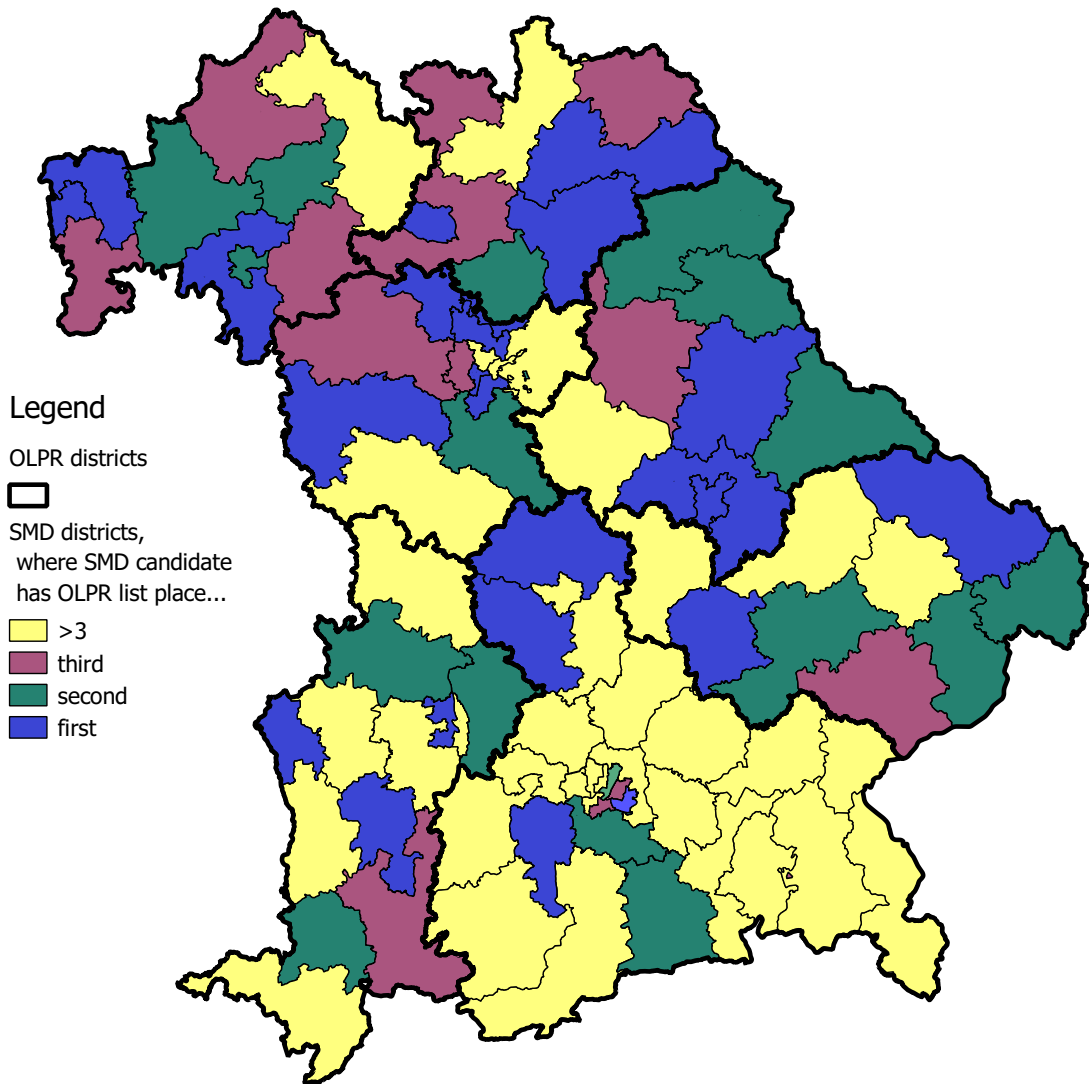 Legend
OLPR districts
SMD districts,
where SMD candidate
has OLPR list place...
>3
third
second
first